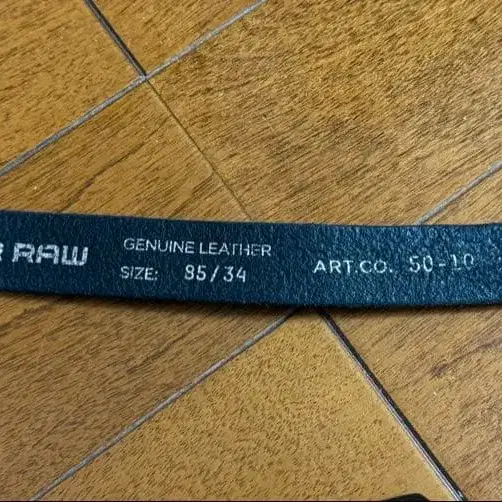 RAW
GENUINE LEATHER
SIZE: 85/34
ART.CO. 50-10